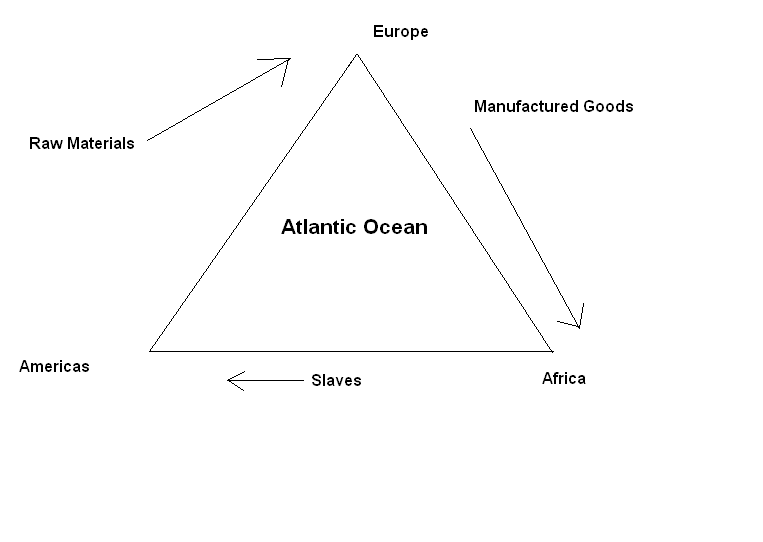 Europe
Manufactured Goods
Raw Materials
Atlantic Ocean
Americas
Slaves
Africa